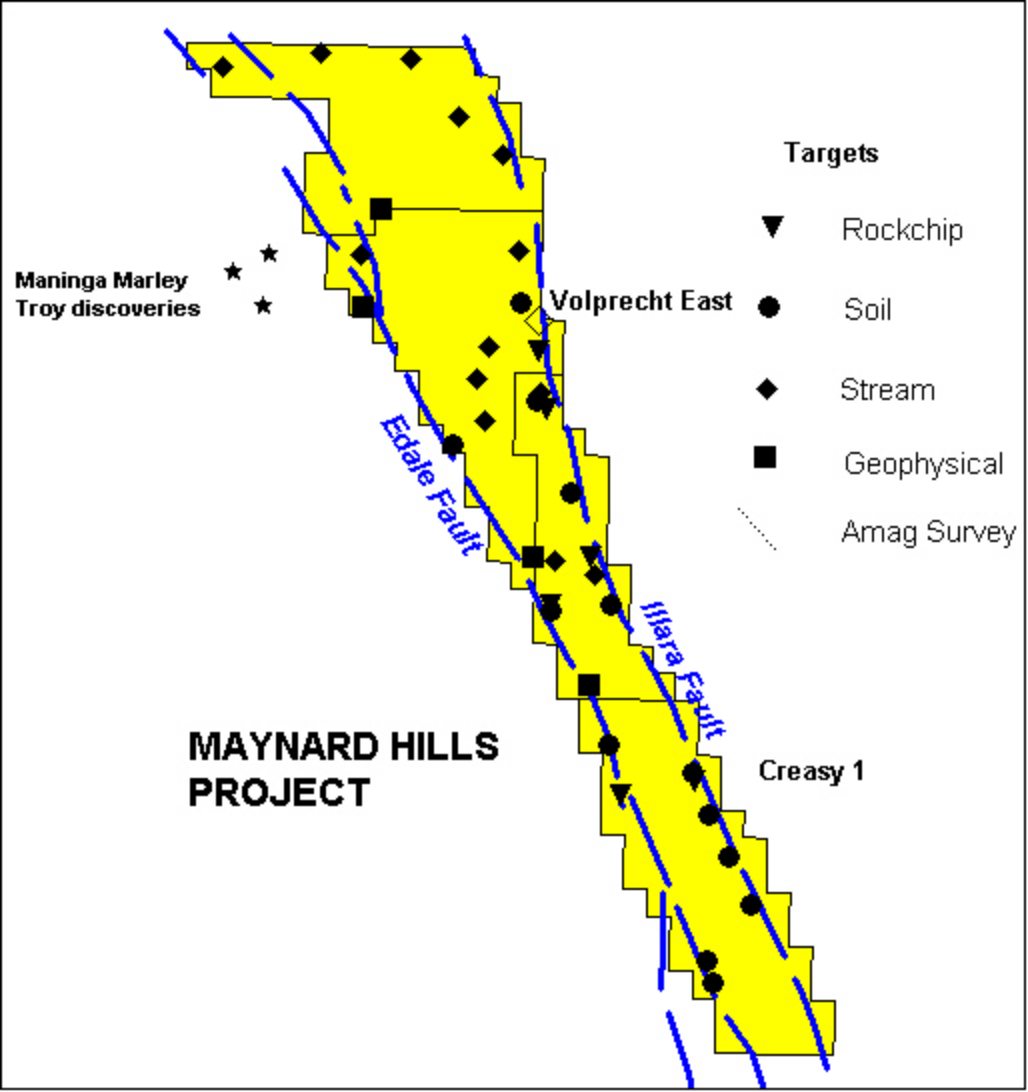 Targets
Rockchip
Soil
Stream
Geophysical
Amag Survey
Maninga Marley
Troy discoveries
Volprecht East
Edale Fault
Illara Fault
MAYNARD HILLS
PROJECT
Creasy 1